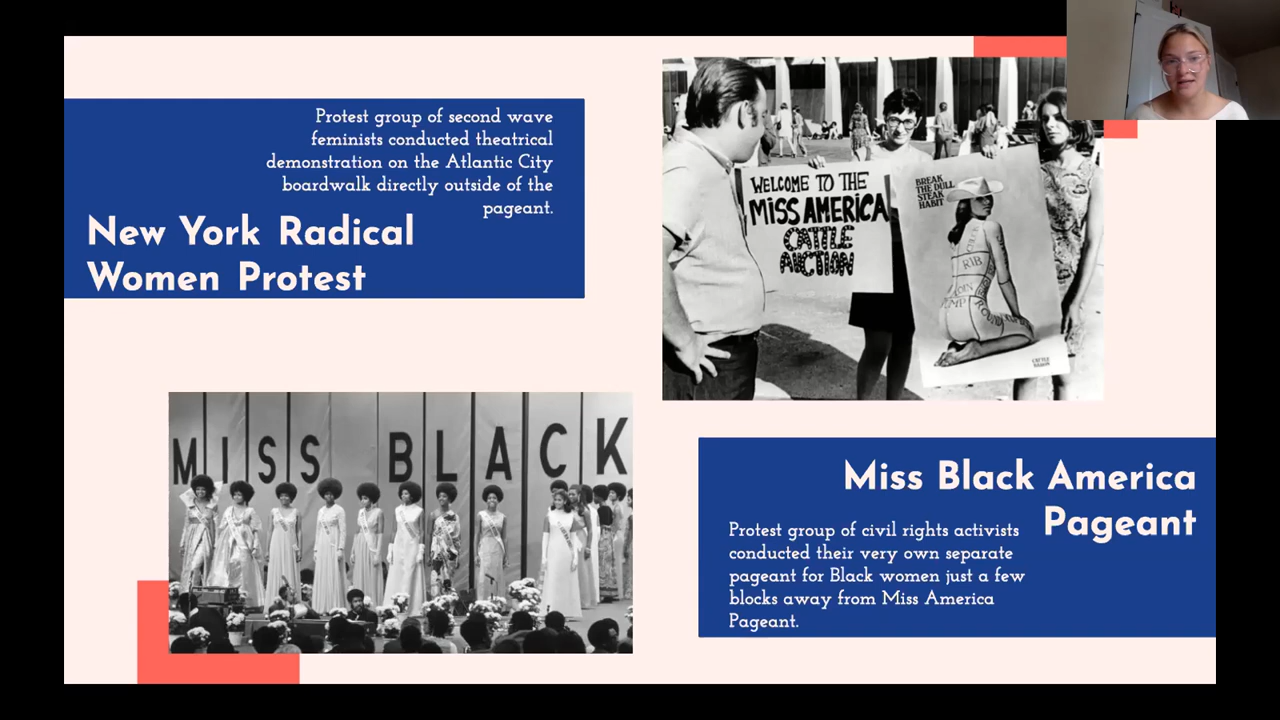 Protest group of second wave
feminists conducted theatrical
demonstration on the Atlantic City
boardwalk directly outside of the
pageant.
New York Radical
Women Protest
WELCOME TO THE
MISS AMERICA
CATTLE
AUCTION
BREAK
THE DULL
STEAK
HABIT
RIB
MISS BLACK
Miss Black America
Pageant
Protest group of civil rights activists
conducted their very own separate
pageant for Black women just a few
blocks away from Miss America
Pageant.